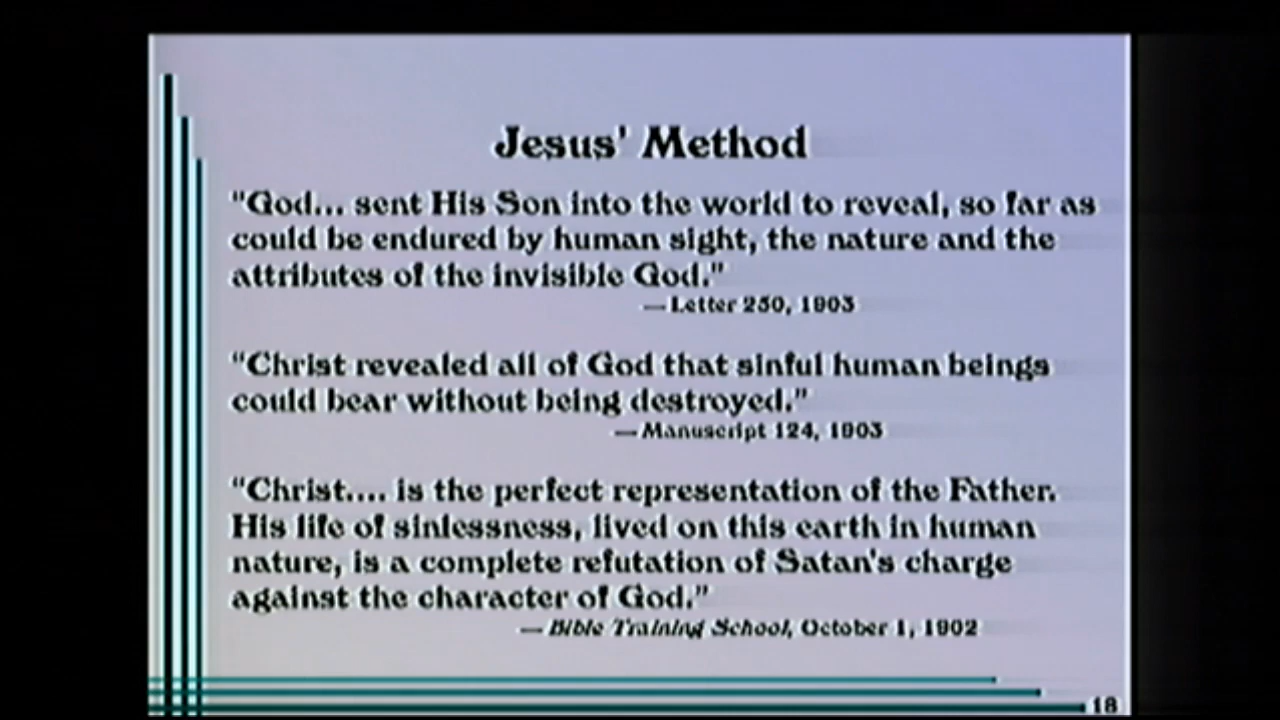 Jesus' Method
"God... sent His Son into the world to reveal, so far as
could be endured by human sight, the nature and the
attributes of the invisible God."
— Letter 250, 1903
"Christ revealed all of God that sinful human beings
could bear without being destroyed."
— Manuscript 124, 1903
"Christ.... is the perfect representation of the Father.
His life of sinlessness, lived on this earth in human
nature, is a complete refutation of Satan's charge
against the character of God."
— Bible Training School, October 1, 1902
18